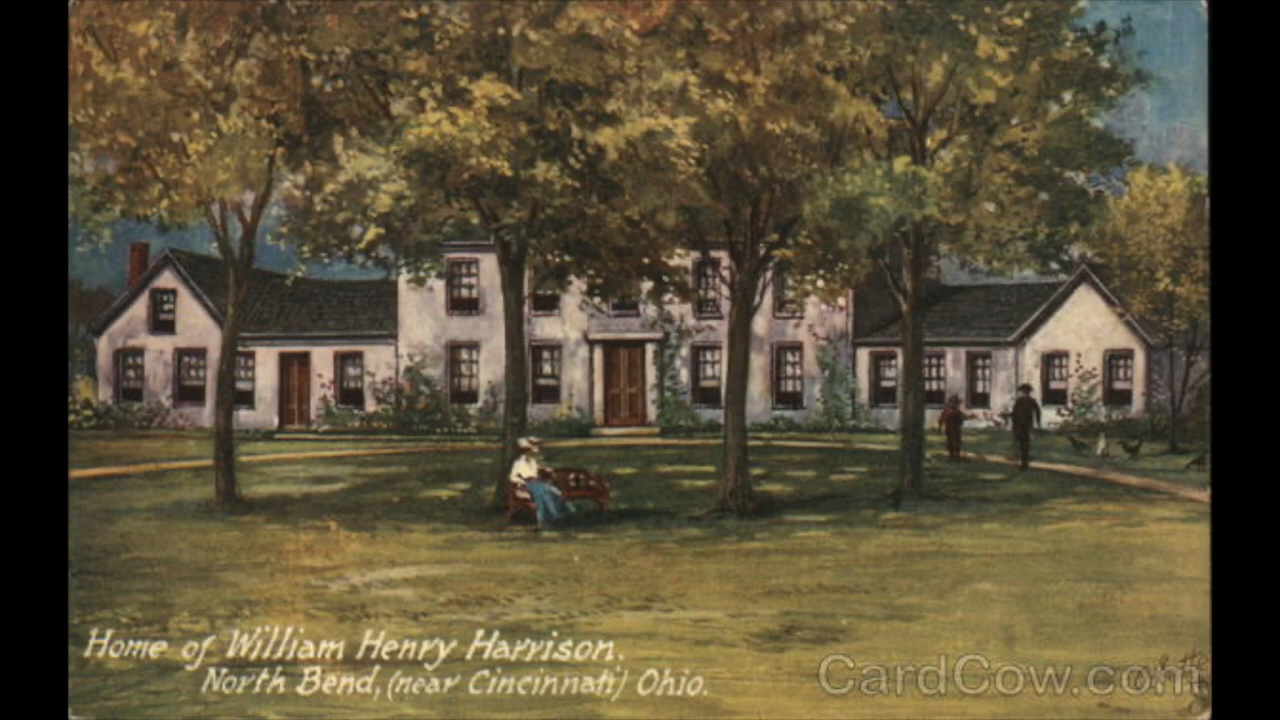 Home of William Henry Harrison,
North Bend, (near Cincinnati) Ohio.
CardCow.com